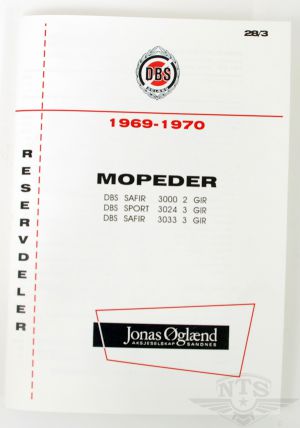 28/3
DBS
1969-1970
RESERVDELER
MOPEDER
DBS SAFIR 3000 2 GIR
DBS SPORT 3024 3 GIR
DBS SAFIR 3033 3 GIR
Jonas Øglænd
AKSJESELSKAP
SANDNES
NTS